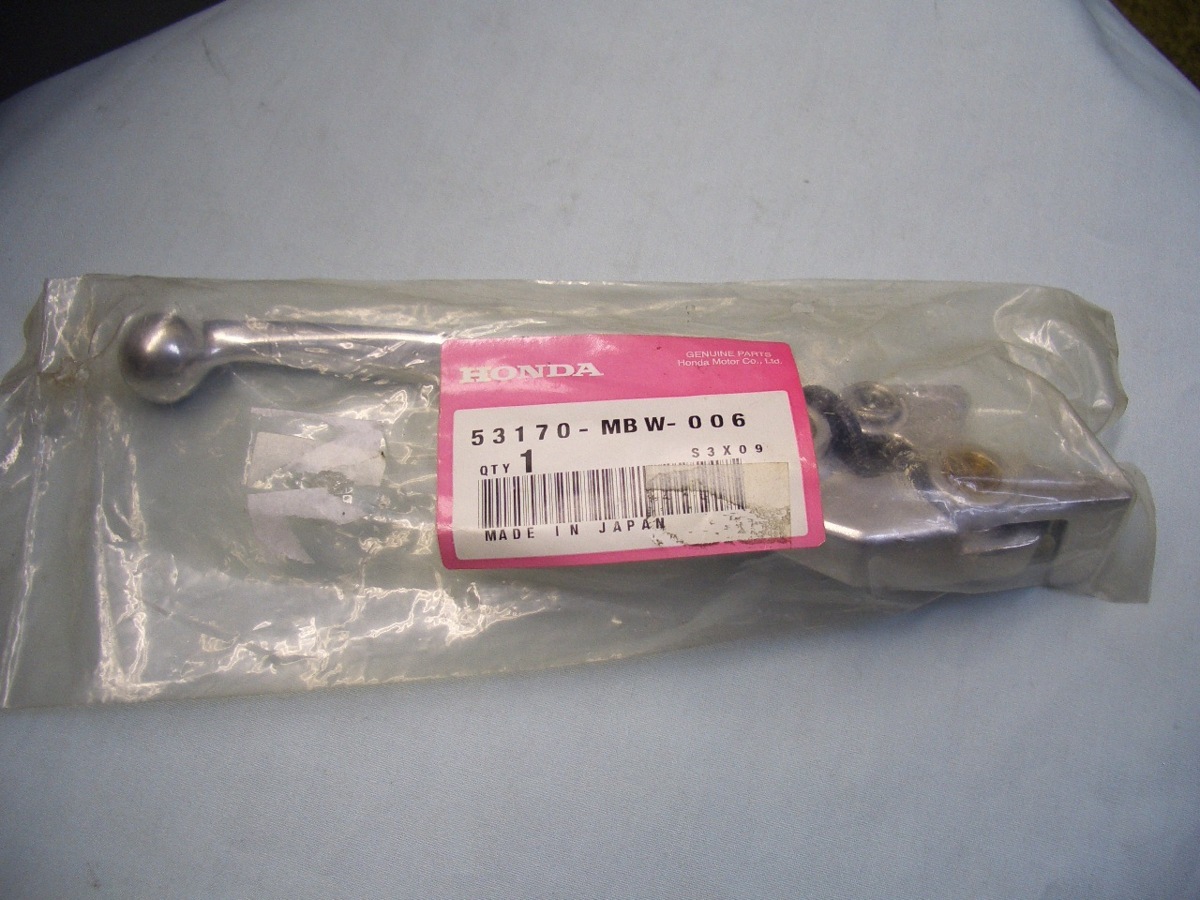 GENUINE PARTS
HONDA
Honda Motor Co., Ltd.
53170-MBW-006
QTY 1
S3X09
MADE IN JAPAN